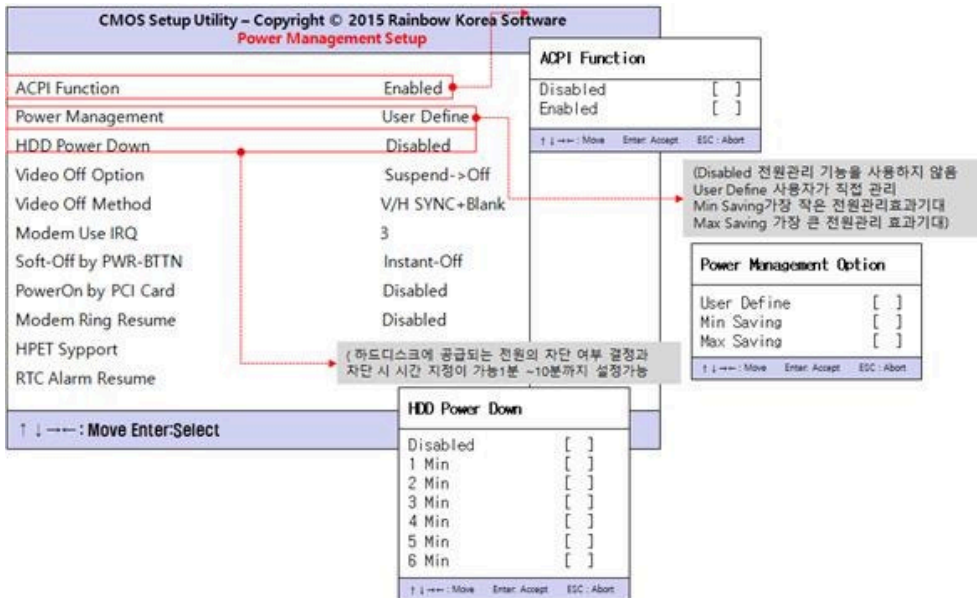 CMOS Setup Utility – Copyright © 2015 Rainbow Korea Software
Power Management Setup
ACPI Function Enabled
Power Management User Define
HDD Power Down Disabled
Video Off Option Suspend->Off
Video Off Method V/H SYNC+Blank
Modem Use IRQ 3
Soft-Off by PWR-BTTN Instant-Off
PowerOn by PCI Card Disabled
Modem Ring Resume Disabled
HPET Sypport
RTC Alarm Resume
↑ ↓ → ← : Move Enter:Select
ACPI Function
Disabled [ ]
Enabled [ ]
↑ ↓ → ← : Move Enter: Accept ESC : Abort
(Disabled 전원관리 기능을 사용하지 않음
User Define 사용자가 직접 관리
Min Saving가장 작은 전원관리효과기대
Max Saving 가장 큰 전원관리 효과기대)
Power Management Option
User Define [ ]
Min Saving [ ]
Max Saving [ ]
↑ ↓ → ← : Move Enter: Accept ESC : Abort
( 하드디스크에 공급되는 전원의 차단 여부 결정과
차단 시 시간 지정이 가능1분 ~10분까지 설정가능
HDD Power Down
Disabled [ ]
1 Min [ ]
2 Min [ ]
3 Min [ ]
4 Min [ ]
5 Min [ ]
6 Min [ ]
↑ ↓ → ← : Move Enter: Accept ESC : Abort